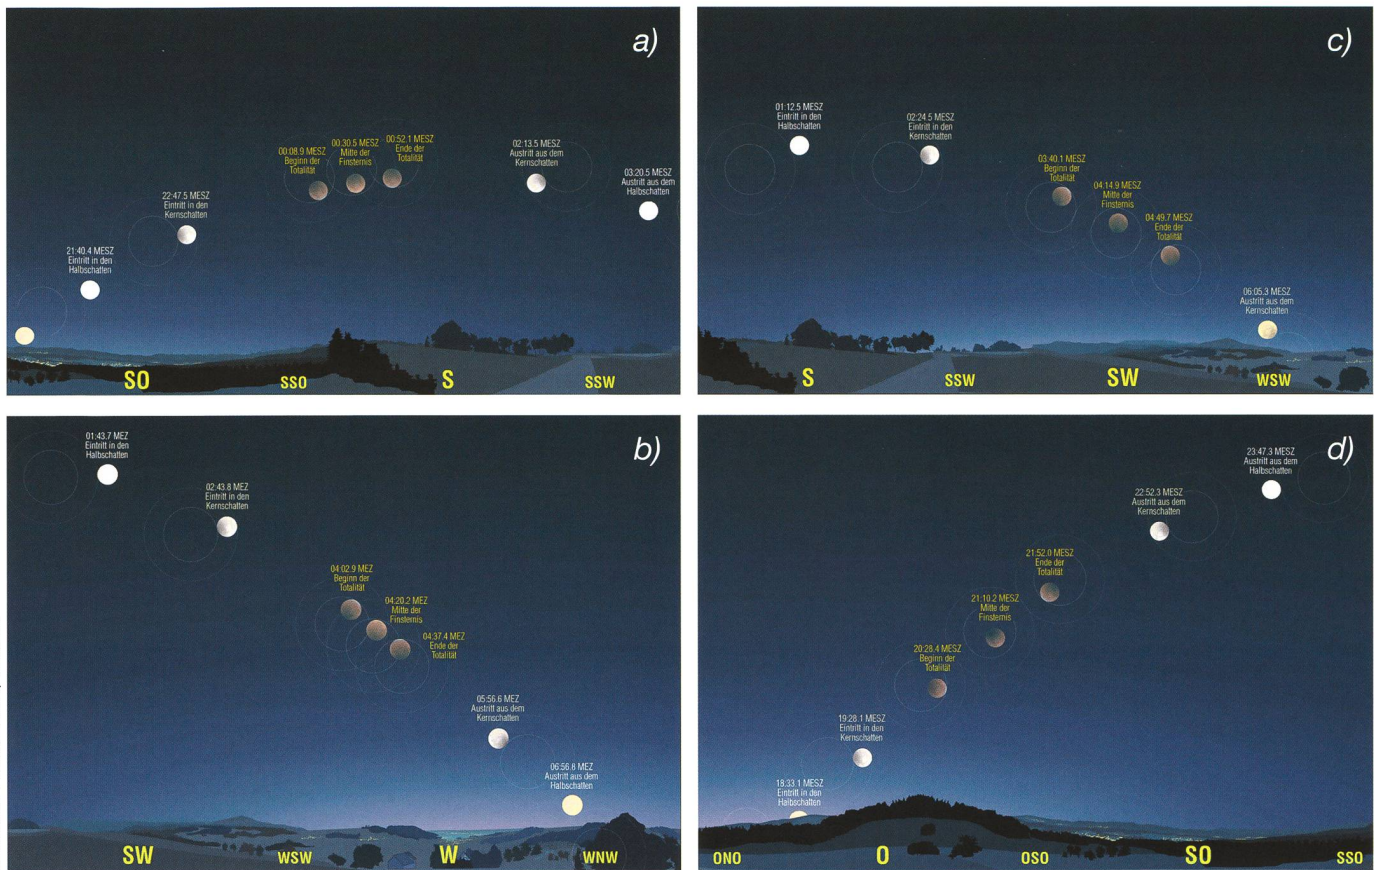 a)
00:08.9 MESZ
Beginn der
Totalität
00:30.5 MESZ
Mitte der
Finsternis
00:52.1 MESZ
Ende der
Totalität
02:13.5 MESZ
Austritt aus dem
Kernschatten
03:20.5 MESZ
Austritt aus dem
Halbschatten
22:47.5 MESZ
Eintritt in den
Kernschatten
21:40.4 MESZ
Eintritt in den
Halbschatten
SO
SSO
S
SSW
c)
01:12.5 MESZ
Eintritt in den
Halbschatten
02:24.5 MESZ
Eintritt in den
Kernschatten
03:40.1 MESZ
Beginn der
Totalität
04:14.9 MESZ
Mitte der
Finsternis
04:49.7 MESZ
Ende der
Totalität
06:05.3 MESZ
Austritt aus dem
Kernschatten
S
SSW
SW
WSW
b)
01:43.7 MEZ
Eintritt in den
Halbschatten
02:43.8 MEZ
Eintritt in den
Kernschatten
04:02.9 MEZ
Beginn der
Totalität
04:20.2 MEZ
Mitte der
Finsternis
04:37.4 MEZ
Ende der
Totalität
05:56.6 MEZ
Austritt aus dem
Kernschatten
06:56.8 MEZ
Austritt aus dem
Halbschatten
SW
WSW
W
WNW
d)
23:47.3 MESZ
Austritt aus dem
Halbschatten
22:52.3 MESZ
Austritt aus dem
Kernschatten
21:52.0 MESZ
Ende der
Totalität
21:10.2 MESZ
Mitte der
Finsternis
20:28.4 MESZ
Beginn der
Totalität
19:28.1 MESZ
Eintritt in den
Kernschatten
18:33.1 MESZ
Eintritt in den
Halbschatten
ONO
O
OSO
SO
SSO